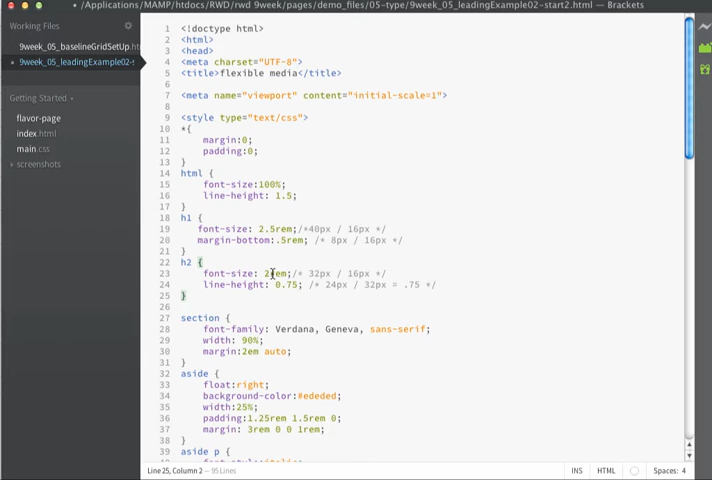 /Applications/MAMP/htdocs/RWD/rwd 9week/pages/demo_files/05-type/9week_05_leadingExample02-start2.html — Brackets
Working Files
9week_05_baselineGridSetUp.ht
9week_05_leadingExample02-s
Getting Started
flavor-page
index.html
main.css
screenshots
1 <!doctype html>
2 <html>
3 <head>
4 <meta charset="UTF-8">
5 <title>flexible media</title>
6
7 <meta name="viewport" content="initial-scale=1">
8
9 <style type="text/css">
10 *{
11 margin:0;
12 padding:0;
13 }
14 html {
15 font-size:100%;
16 line-height: 1.5;
17 }
18 h1 {
19 font-size: 2.5rem;/*40px / 16px */
20 margin-bottom:.5rem; /* 8px / 16px */
21 }
22 h2 {
23 font-size: 2rem;/* 32px / 16px */
24 line-height: 0.75; /* 24px / 32px = .75 */
25 }
26
27 section {
28 font-family: Verdana, Geneva, sans-serif;
29 width: 90%;
30 margin:2em auto;
31 }
32 aside {
33 float:right;
34 background-color:#ededed;
35 width:25%;
36 padding:1.25rem 1.5rem 0;
37 margin: 3rem 0 0 1rem;
38 }
39 aside p {
Line 25, Column 2 — 95 Lines
INS
HTML
Spaces: 4